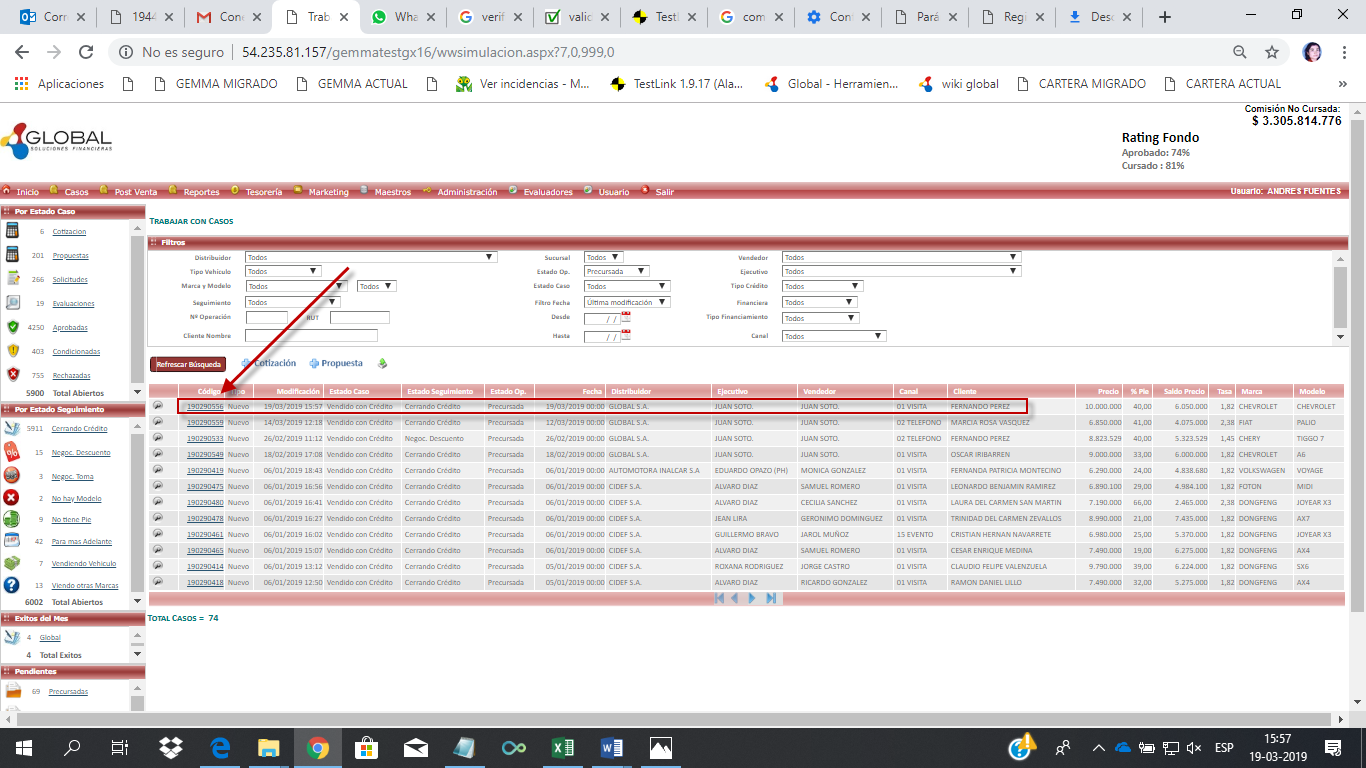 Corr
1944
Con
Trab
Wha
verif
valid
Testl
com
Con
Pará
Regi
Desc
No es seguro | 54.235.81.157/gemmatestgx16/wwsimulacion.aspx?7,0,999,0
Aplicaciones GEMMA MIGRADO GEMMA ACTUAL Ver incidencias - M... TestLink 1.9.17 (Ala... Global - Herramien... wiki global CARTERA MIGRADO CARTERA ACTUAL »
Comisión No Cursada:
$ 3.305.814.776
GLOBAL
SOLUCIONES FINANCIERAS
Rating Fondo
Aprobado: 74%
Cursado : 81%
Inicio Casos Post Venta Reportes Tesorería Marketing Maestros Administración Evaluadores Usuario Salir Usuario: ANDRES FUENTES
Por Estado Caso
6 Cotizacion
201 Propuestas
266 Solicitudes
19 Evaluaciones
4250 Aprobadas
403 Condicionadas
755 Rechazadas
5900 Total Abiertos
Por Estado Seguimiento
5911 Cerrando Crédito
15 Negoc. Descuento
3 Negoc. Toma
2 No hay Modelo
9 No tiene Pie
42 Para mas Adelante
7 Vendiendo Vehiculo
13 Viendo otras Marcas
6002 Total Abiertos
Exitos del Mes
4 Global
4 Total Exitos
Pendientes
69 Precursadas
Trabajar con Casos
Filtros
Distribuidor Todos Sucursal Todos Vendedor Todos
Tipo Vehículo Todos Estado Op. Precursada Ejecutivo Todos
Marca y Modelo Todos Todos Estado Caso Todos Tipo Crédito Todos
Seguimiento Todos Filtro Fecha Última modificación Financiera Todos
Nº Operación RUT Desde / / Tipo Financiamiento Todos
Cliente Nombre Hasta / / Canal Todos
Refrescar Búsqueda Cotización Propuesta
Código Tipo Modificación Estado Caso Estado Seguimiento Estado Op. Fecha Distribuidor Ejecutivo Vendedor Canal Cliente Precio % Pie Saldo Precio Tasa Marca Modelo
190290556 Nuevo 19/03/2019 15:57 Vendido con Crédito Cerrando Crédito Precursada 19/03/2019 00:00 GLOBAL S.A. JUAN SOTO. JUAN SOTO. 01 VISITA FERNANDO PEREZ 10.000.000 40,00 6.050.000 1,82 CHEVROLET CHEVROLET
190290559 Nuevo 14/03/2019 12:18 Vendido con Crédito Cerrando Crédito Precursada 12/03/2019 00:00 GLOBAL S.A. JUAN SOTO. JUAN SOTO. 02 TELEFONO MARCIA ROSA VASQUEZ 6.850.000 41,00 4.075.000 2,38 FIAT PALIO
190290533 Nuevo 26/02/2019 11:12 Vendido con Crédito Negoc. Descuento Precursada 26/02/2019 00:00 GLOBAL S.A. JUAN SOTO. JUAN SOTO. 02 TELEFONO FERNANDO PEREZ 8.823.529 40,00 5.323.529 1,45 CHERY TIGGO 7
190290549 Nuevo 18/02/2019 17:08 Vendido con Crédito Cerrando Crédito Precursada 18/02/2019 00:00 GLOBAL S.A. JUAN SOTO. JUAN SOTO. 01 VISITA OSCAR IRIBARREN 9.000.000 33,00 6.000.000 1,82 CHEVROLET A6
190290419 Nuevo 06/01/2019 18:43 Vendido con Crédito Cerrando Crédito Precursada 06/01/2019 00:00 AUTOMOTORA INALCAR S.A EDUARDO OPAZO (PH) MONICA GONZALEZ 01 VISITA FERNANDA PATRICIA MONTECINO 6.290.000 24,00 4.838.680 1,82 VOLKSWAGEN VOYAGE
190290475 Nuevo 06/01/2019 16:56 Vendido con Crédito Cerrando Crédito Precursada 06/01/2019 00:00 CIDEF S.A. ALVARO DIAZ SAMUEL ROMERO 01 VISITA LEONARDO BENJAMIN RAMIREZ 6.890.100 29,00 4.984.100 1,82 FOTON MIDI
190290480 Nuevo 06/01/2019 16:41 Vendido con Crédito Cerrando Crédito Precursada 06/01/2019 00:00 CIDEF S.A. ALVARO DIAZ CECILIA SANCHEZ 01 VISITA LAURA DEL CARMEN SAN MARTIN 7.190.000 66,00 2.465.000 2,38 DONGFENG JOYEAR X3
190290478 Nuevo 06/01/2019 16:27 Vendido con Crédito Cerrando Crédito Precursada 06/01/2019 00:00 CIDEF S.A. JEAN LIRA GERONIMO DOMINGUEZ 01 VISITA TRINIDAD DEL CARMEN ZEVALLOS 8.990.000 21,00 7.435.000 1,82 DONGFENG AX7
190290461 Nuevo 06/01/2019 16:02 Vendido con Crédito Cerrando Crédito Precursada 06/01/2019 00:00 CIDEF S.A. GUILLERMO BRAVO JAROL MUÑOZ 15 EVENTO CRISTIAN HERNAN NAVARRETE 6.980.000 25,00 5.370.000 1,82 DONGFENG JOYEAR X3
190290465 Nuevo 06/01/2019 15:07 Vendido con Crédito Cerrando Crédito Precursada 06/01/2019 00:00 CIDEF S.A. ALVARO DIAZ SAMUEL ROMERO 01 VISITA CESAR ENRIQUE MEDINA 7.490.000 19,00 6.275.000 1,82 DONGFENG AX4
190290414 Nuevo 06/01/2019 13:12 Vendido con Crédito Cerrando Crédito Precursada 05/01/2019 00:00 CIDEF S.A. ROXANA RODRIGUEZ JORGE CASTRO 01 VISITA CLAUDIO FELIPE VALENZUELA 9.790.000 39,00 6.224.000 1,82 DONGFENG SX6
190290418 Nuevo 06/01/2019 12:50 Vendido con Crédito Cerrando Crédito Precursada 05/01/2019 00:00 CIDEF S.A. ALVARO DIAZ RICARDO GONZALEZ 01 VISITA RAMON DANIEL LILLO 7.490.000 32,00 5.275.000 1,82 DONGFENG AX4
Total Casos = 74
ESP
15:57
19-03-2019